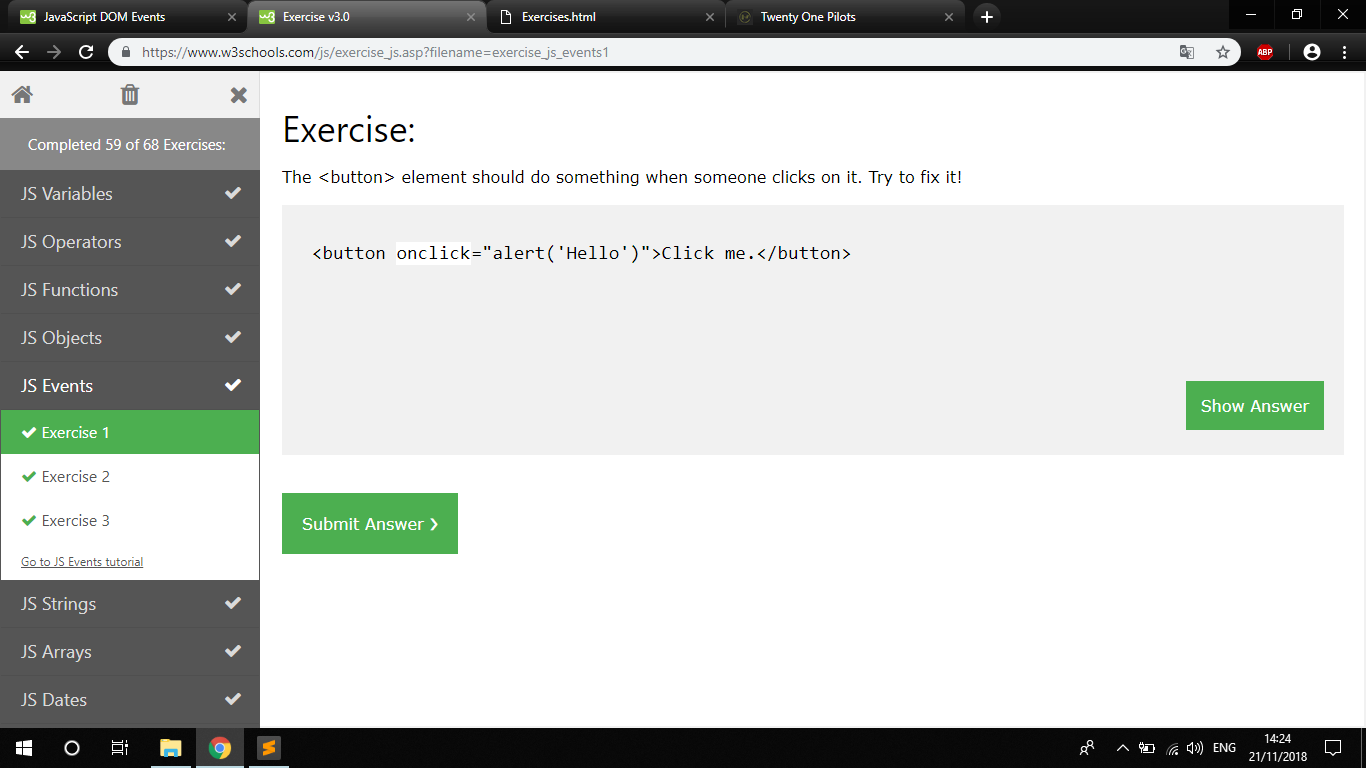 JavaScript DOM Events
Exercise v3.0
Exercises.html
Twenty One Pilots
https://www.w3schools.com/js/exercise_js.asp?filename=exercise_js_events1
ABP
Completed 59 of 68 Exercises:
JS Variables
JS Operators
JS Functions
JS Objects
JS Events
Exercise 1
Exercise 2
Exercise 3
Go to JS Events tutorial
JS Strings
JS Arrays
JS Dates
Exercise:
The <button> element should do something when someone clicks on it. Try to fix it!
<button onclick="alert('Hello')">Click me.</button>
Show Answer
Submit Answer ❯
ENG
14:24
21/11/2018